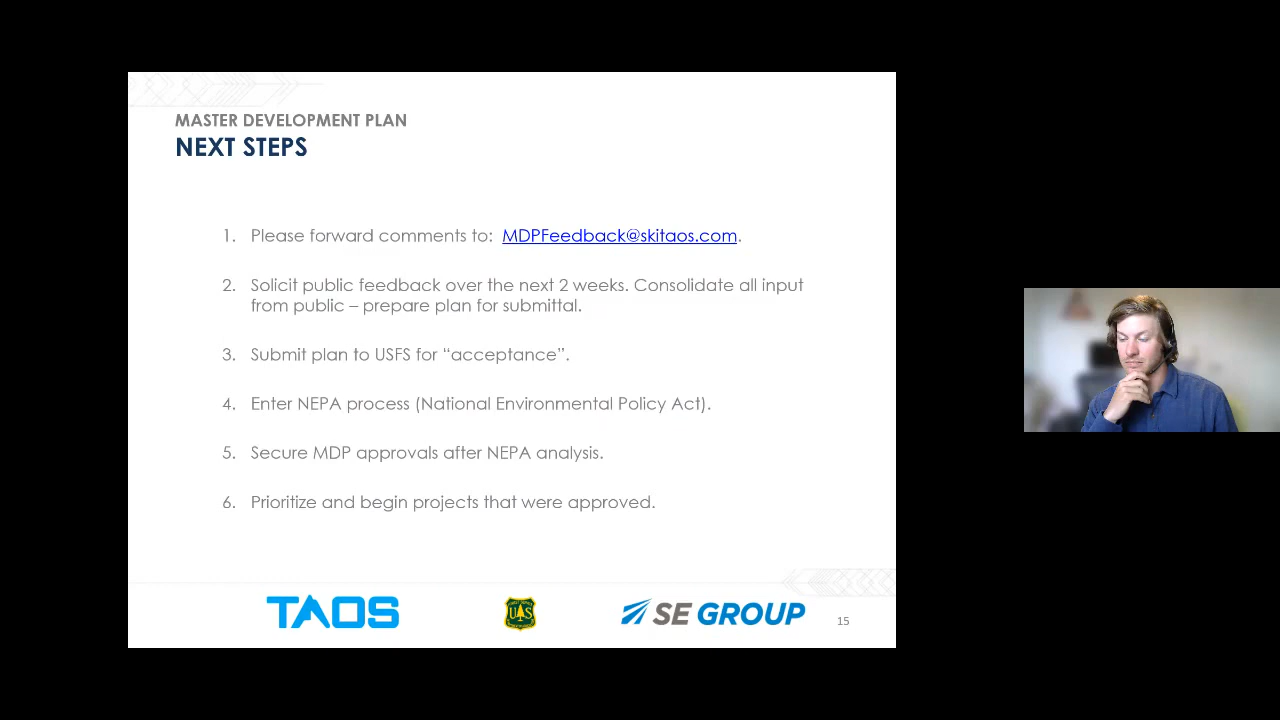 MASTER DEVELOPMENT PLAN
NEXT STEPS
1. Please forward comments to: MDPFeedback@skitaos.com.
2. Solicit public feedback over the next 2 weeks. Consolidate all input
from public – prepare plan for submittal.
3. Submit plan to USFS for “acceptance”.
4. Enter NEPA process (National Environmental Policy Act).
5. Secure MDP approvals after NEPA analysis.
6. Prioritize and begin projects that were approved.
TAOS
U S
SE GROUP
15